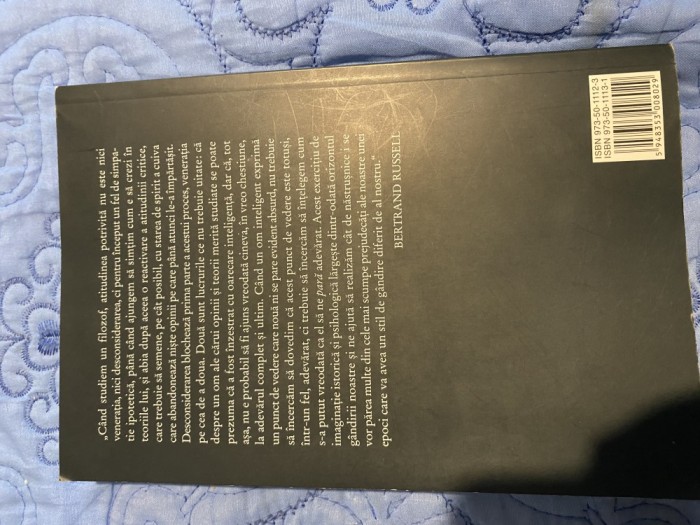 „Când studiem un filozof, atitudinea potrivită nu este nici
venerația, nici desconsiderarea, ci pentru început un fel de simpa-
tie ipotetică, până când ajungem să simțim cum e să crezi în
teoriile lui, și abia după aceea o reactivare a atitudinii critice,
care trebuie să semene, pe cât posibil, cu starea de spirit a cuiva
care abandonează niște opinii pe care până atunci le-a împărtășit.
Desconsiderarea blochează prima parte a acestui proces, venerația
pe cea de a doua. Două sunt lucrurile ce nu trebuie uitate: că
despre un om ale cărui opinii și teorii merită studiate se poate
prezuma că a fost înzestrat cu oarecare inteligență, dar că, tot
așa, nu e probabil să fi ajuns vreodată cineva, în vreo chestiune,
la adevărul complet și ultim. Când un om inteligent exprimă
un punct de vedere care nouă ni se pare evident absurd, nu trebuie
să încercăm să dovedim că acest punct de vedere este totuși,
într-un fel, adevărat, ci trebuie să încercăm să înțelegem cum
s-a putut vreodată ca el să ne pară adevărat. Acest exercițiu de
imaginație istorică și psihologică lărgește dintr-odată orizontul
gândirii noastre și ne ajută să realizăm cât de năstrușnice i se
vor părea multe din cele mai scumpe prejudecăți ale noastre unei
epoci care va avea un stil de gândire diferit de al nostru.”
BERTRAND RUSSELL
ISBN 973-50-1112-3
ISBN 973-50-1113-1
5 948353 008029